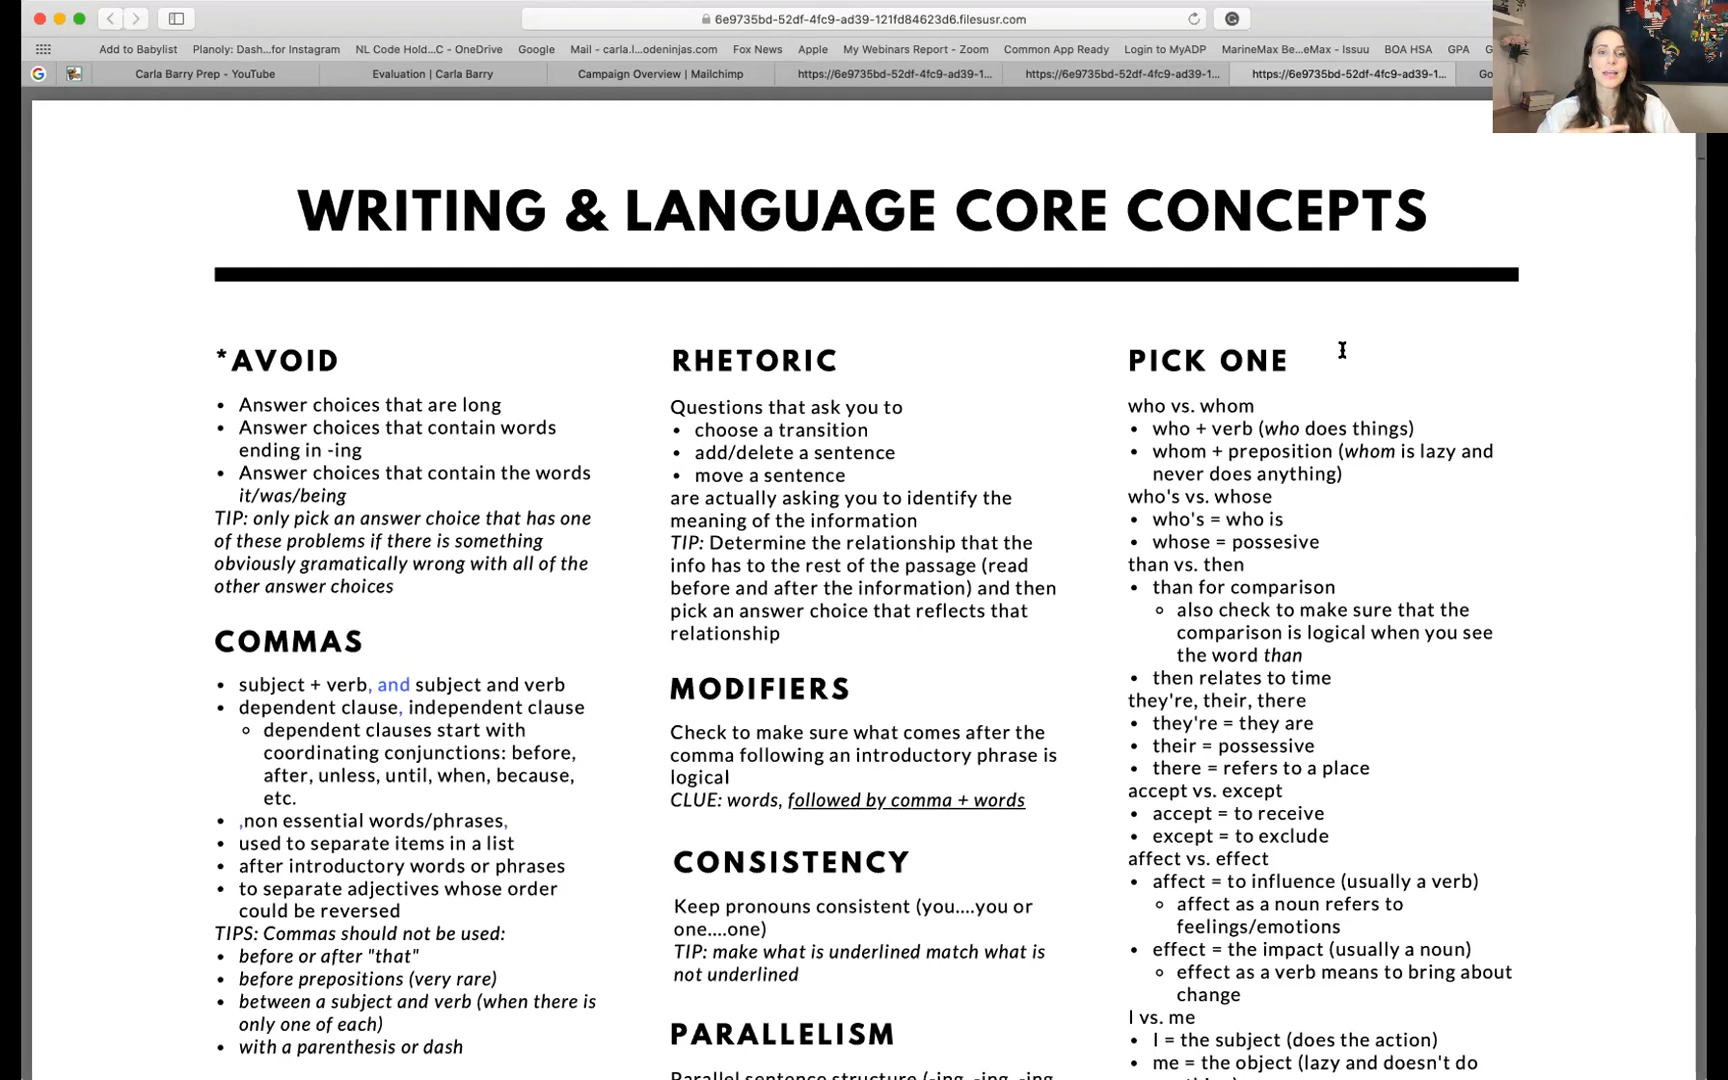 6e9735bd-52df-4fc9-ad39-121fd84623d6.filesusr.com
Add to Babylist
Planoly: Dash...for Instagram
NL Code Hold...C - OneDrive
Google
Mail - carla.l...odeninjas.com
Fox News
Apple
My Webinars Report - Zoom
Common App Ready
Login to MyADP
MarineMax Be...eMax - Issuu
BOA HSA
GPA
G
Carla Barry Prep - YouTube
Evaluation | Carla Barry
Campaign Overview | Mailchimp
https://6e9735bd-52df-4fc9-ad39-1...
https://6e9735bd-52df-4fc9-ad39-1...
https://6e9735bd-52df-4fc9-ad39-1...
Go
WRITING & LANGUAGE CORE CONCEPTS
*AVOID
• Answer choices that are long
• Answer choices that contain words
ending in -ing
• Answer choices that contain the words
it/was/being
TIP: only pick an answer choice that has one
of these problems if there is something
obviously gramatically wrong with all of the
other answer choices
COMMAS
• subject + verb, and subject and verb
• dependent clause, independent clause
◦ dependent clauses start with
coordinating conjunctions: before,
after, unless, until, when, because,
etc.
• ,non essential words/phrases,
• used to separate items in a list
• after introductory words or phrases
• to separate adjectives whose order
could be reversed
TIPS: Commas should not be used:
• before or after "that"
• before prepositions (very rare)
• between a subject and verb (when there is
only one of each)
• with a parenthesis or dash
RHETORIC
Questions that ask you to
• choose a transition
• add/delete a sentence
• move a sentence
are actually asking you to identify the
meaning of the information
TIP: Determine the relationship that the
info has to the rest of the passage (read
before and after the information) and then
pick an answer choice that reflects that
relationship
MODIFIERS
Check to make sure what comes after the
comma following an introductory phrase is
logical
CLUE: words, followed by comma + words
CONSISTENCY
Keep pronouns consistent (you....you or
one....one)
TIP: make what is underlined match what is
not underlined
PARALLELISM
Parallel sentence structure (-ing, -ing, -ing
PICK ONE
who vs. whom
• who + verb (who does things)
• whom + preposition (whom is lazy and
never does anything)
who's vs. whose
• who's = who is
• whose = possesive
than vs. then
• than for comparison
◦ also check to make sure that the
comparison is logical when you see
the word than
• then relates to time
they're, their, there
• they're = they are
• their = possessive
• there = refers to a place
accept vs. except
• accept = to receive
• except = to exclude
affect vs. effect
• affect = to influence (usually a verb)
◦ affect as a noun refers to
feelings/emotions
• effect = the impact (usually a noun)
◦ effect as a verb means to bring about
change
I vs. me
• I = the subject (does the action)
• me = the object (lazy and doesn't do